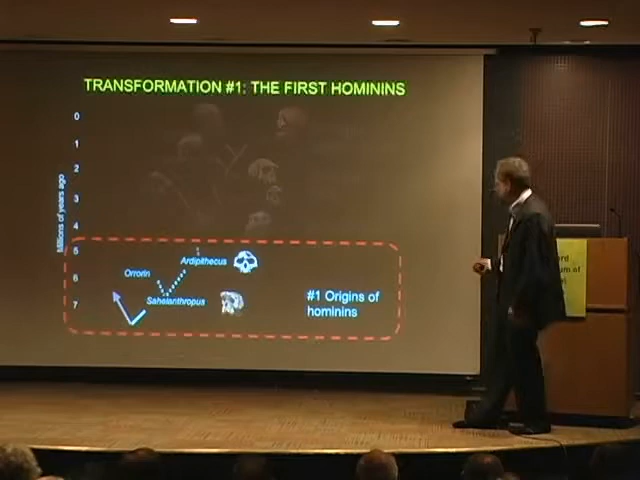 TRANSFORMATION #1: THE FIRST HOMININS
0
1
2
3
4
5
6
7
Millions of years ago
Ardipithecus
Orrorin
Sahelanthropus
#1 Origins of
hominins